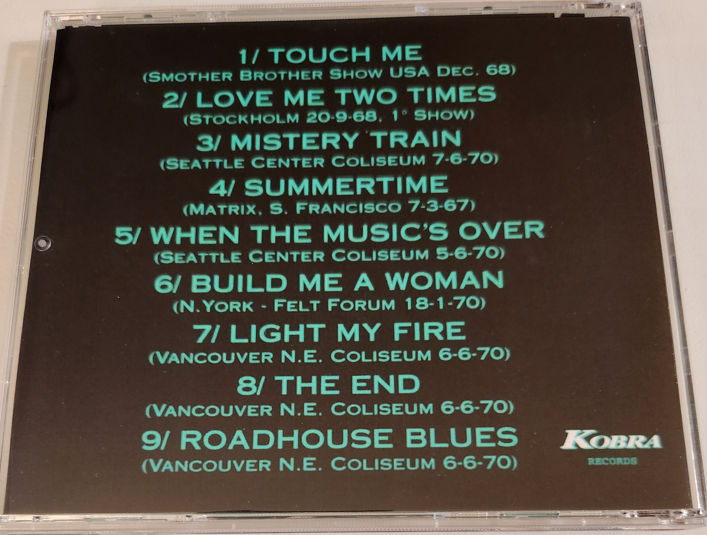 1/ TOUCH ME
(SMOTHER BROTHER SHOW USA DEC. 68)
2/ LOVE ME TWO TIMES
(STOCKHOLM 20-9-68, 1° SHOW)
3/ MISTERY TRAIN
(SEATTLE CENTER COLISEUM 7-6-70)
4/ SUMMERTIME
(MATRIX, S. FRANCISCO 7-3-67)
5/ WHEN THE MUSIC'S OVER
(SEATTLE CENTER COLISEUM 5-6-70)
6/ BUILD ME A WOMAN
(N.YORK - FELT FORUM 18-1-70)
7/ LIGHT MY FIRE
(VANCOUVER N.E. COLISEUM 6-6-70)
8/ THE END
(VANCOUVER N.E. COLISEUM 6-6-70)
9/ ROADHOUSE BLUES
(VANCOUVER N.E. COLISEUM 6-6-70)
KOBRA
RECORDS